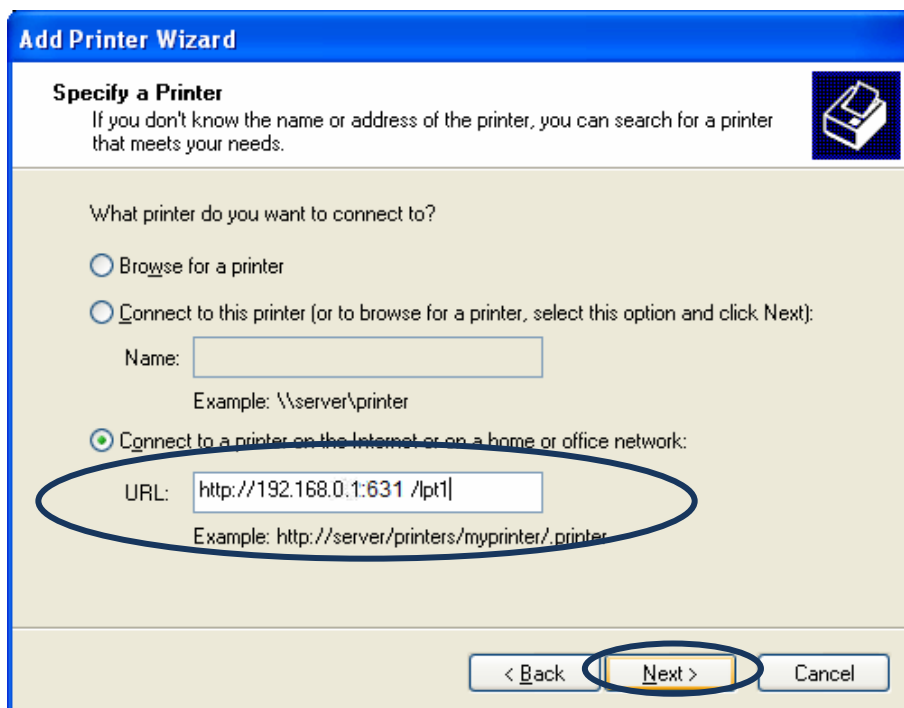 Add Printer Wizard
Specify a Printer
If you don't know the name or address of the printer, you can search for a printer
that meets your needs.
What printer do you want to connect to?
Browse for a printer
Connect to this printer (or to browse for a printer, select this option and click Next):
Name:
Example: \\server\printer
Connect to a printer on the Internet or on a home or office network:
URL: http://192.168.0.1:631 /lpt1
Example: http://server/printers/myprinter/.printer
< Back Next > Cancel